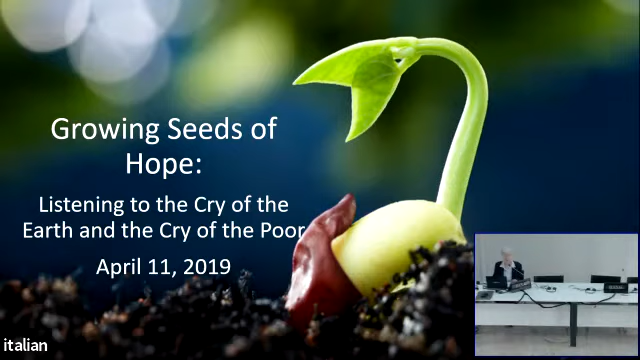 Growing Seeds of
Hope:
Listening to the Cry of the
Earth and the Cry of the Poor
April 11, 2019
italian